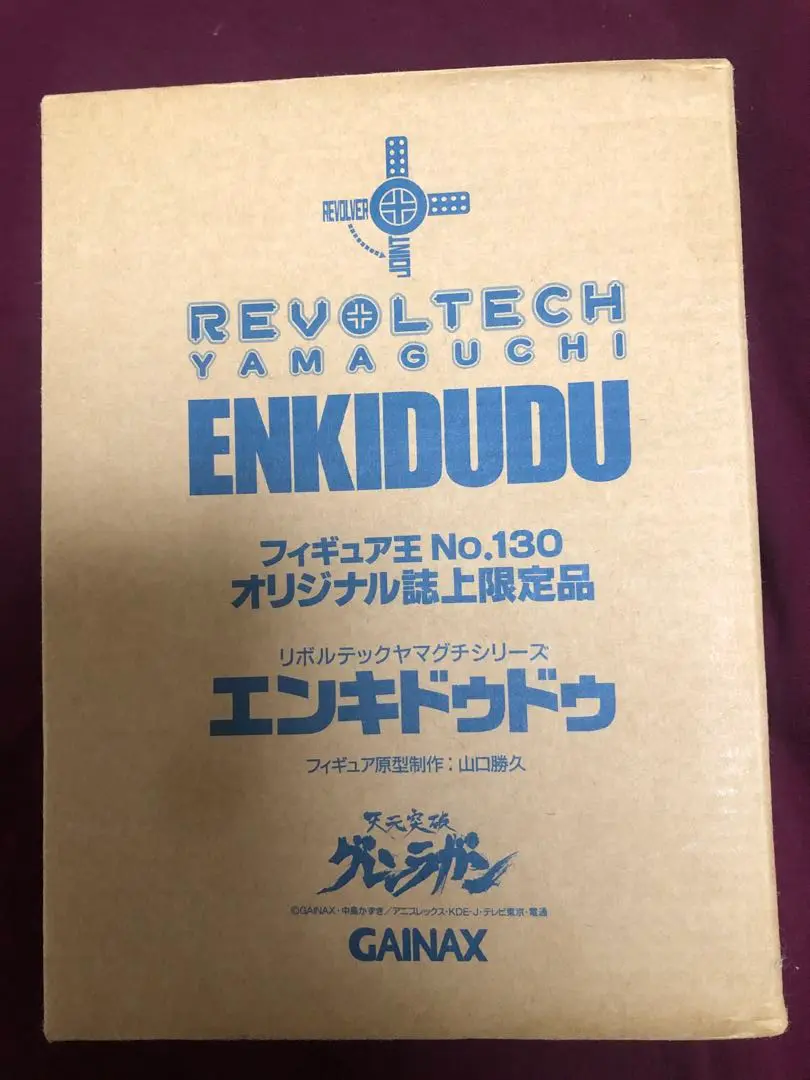 REVOLVER
JOINT
REVOLTECH
YAMAGUCHI
ENKIDUDU
フィギュア王 No.130
オリジナル誌上限定品
リボルテックヤマグチシリーズ
エンキドゥドゥ
フィギュア原型制作：山口勝久
天元突破
グレンラガン
©GAINAX・中島かずき／アニプレックス・KDE-J・テレビ東京・電通
GAINAX